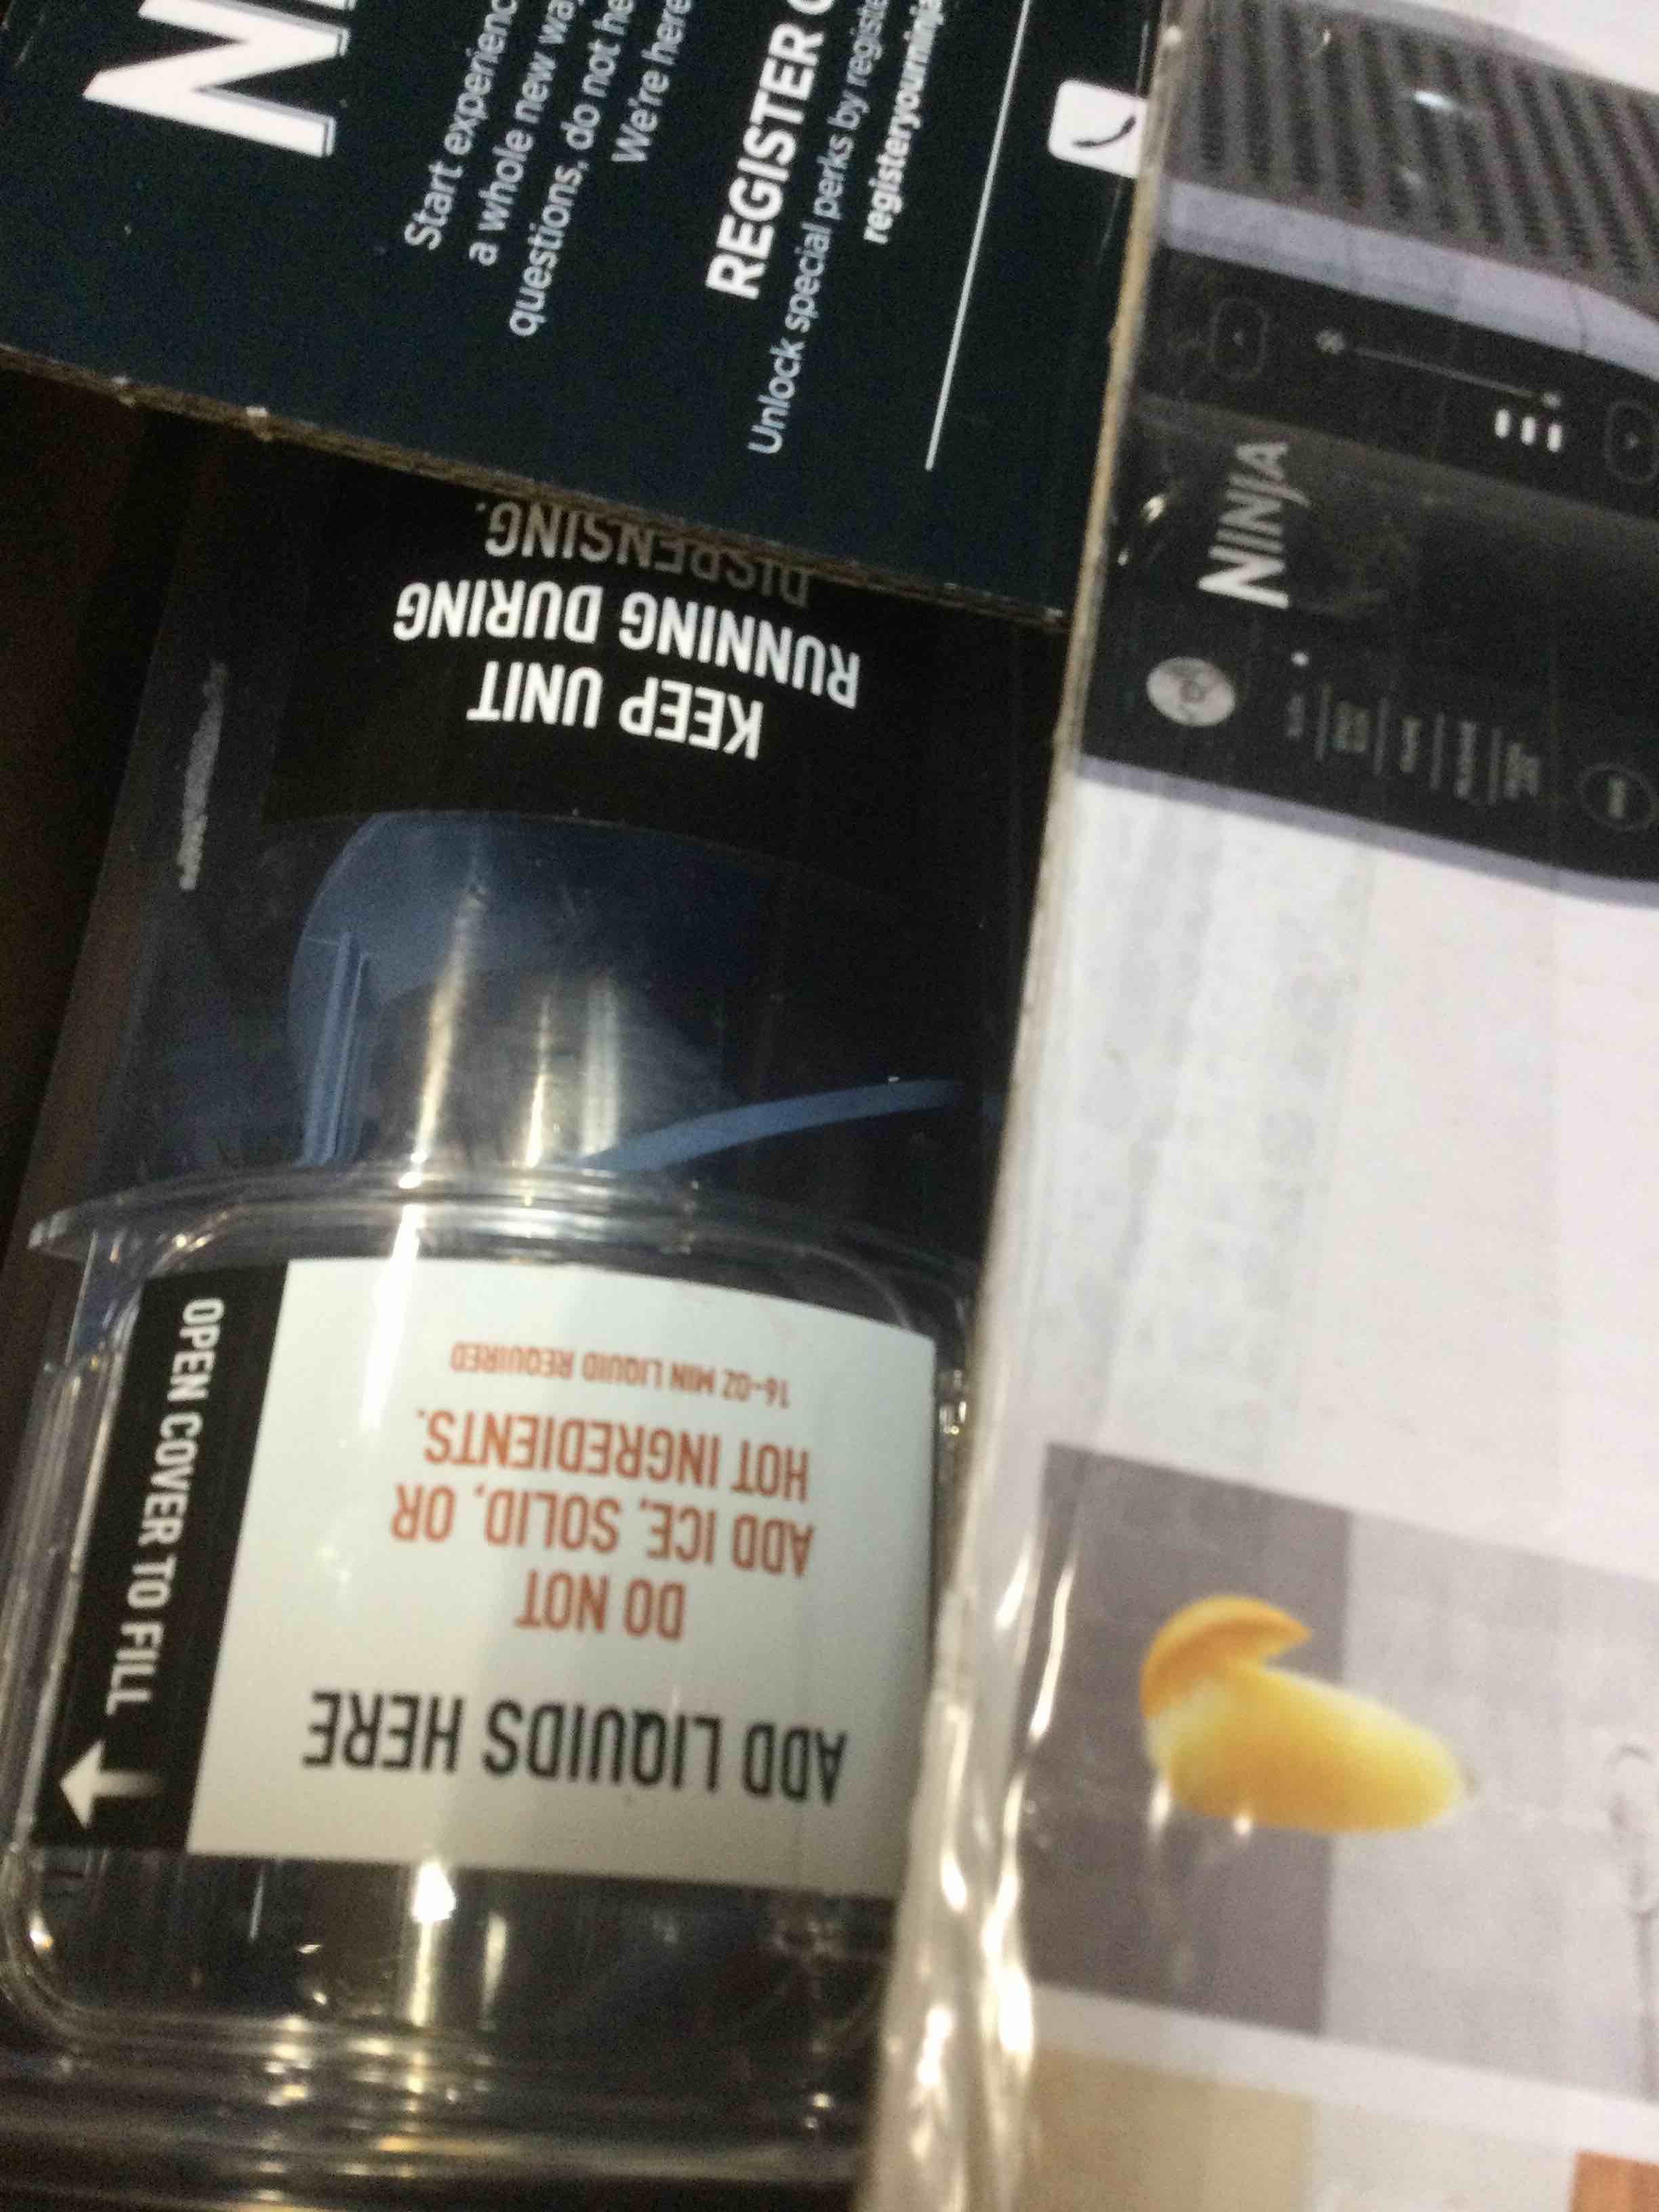 Start experienc
a whole new way
questions, do not he
We're here
REGISTER
Unlock special perks by registe
registeryourninja
KEEP UNIT
RUNNING DURING
DISPENSING.
NINJA
OPEN COVER TO FILL
ADD LIQUIDS HERE
DO NOT
ADD ICE, SOLID, OR
HOT INGREDIENTS.
16-OZ MIN LIQUID REQUIRED